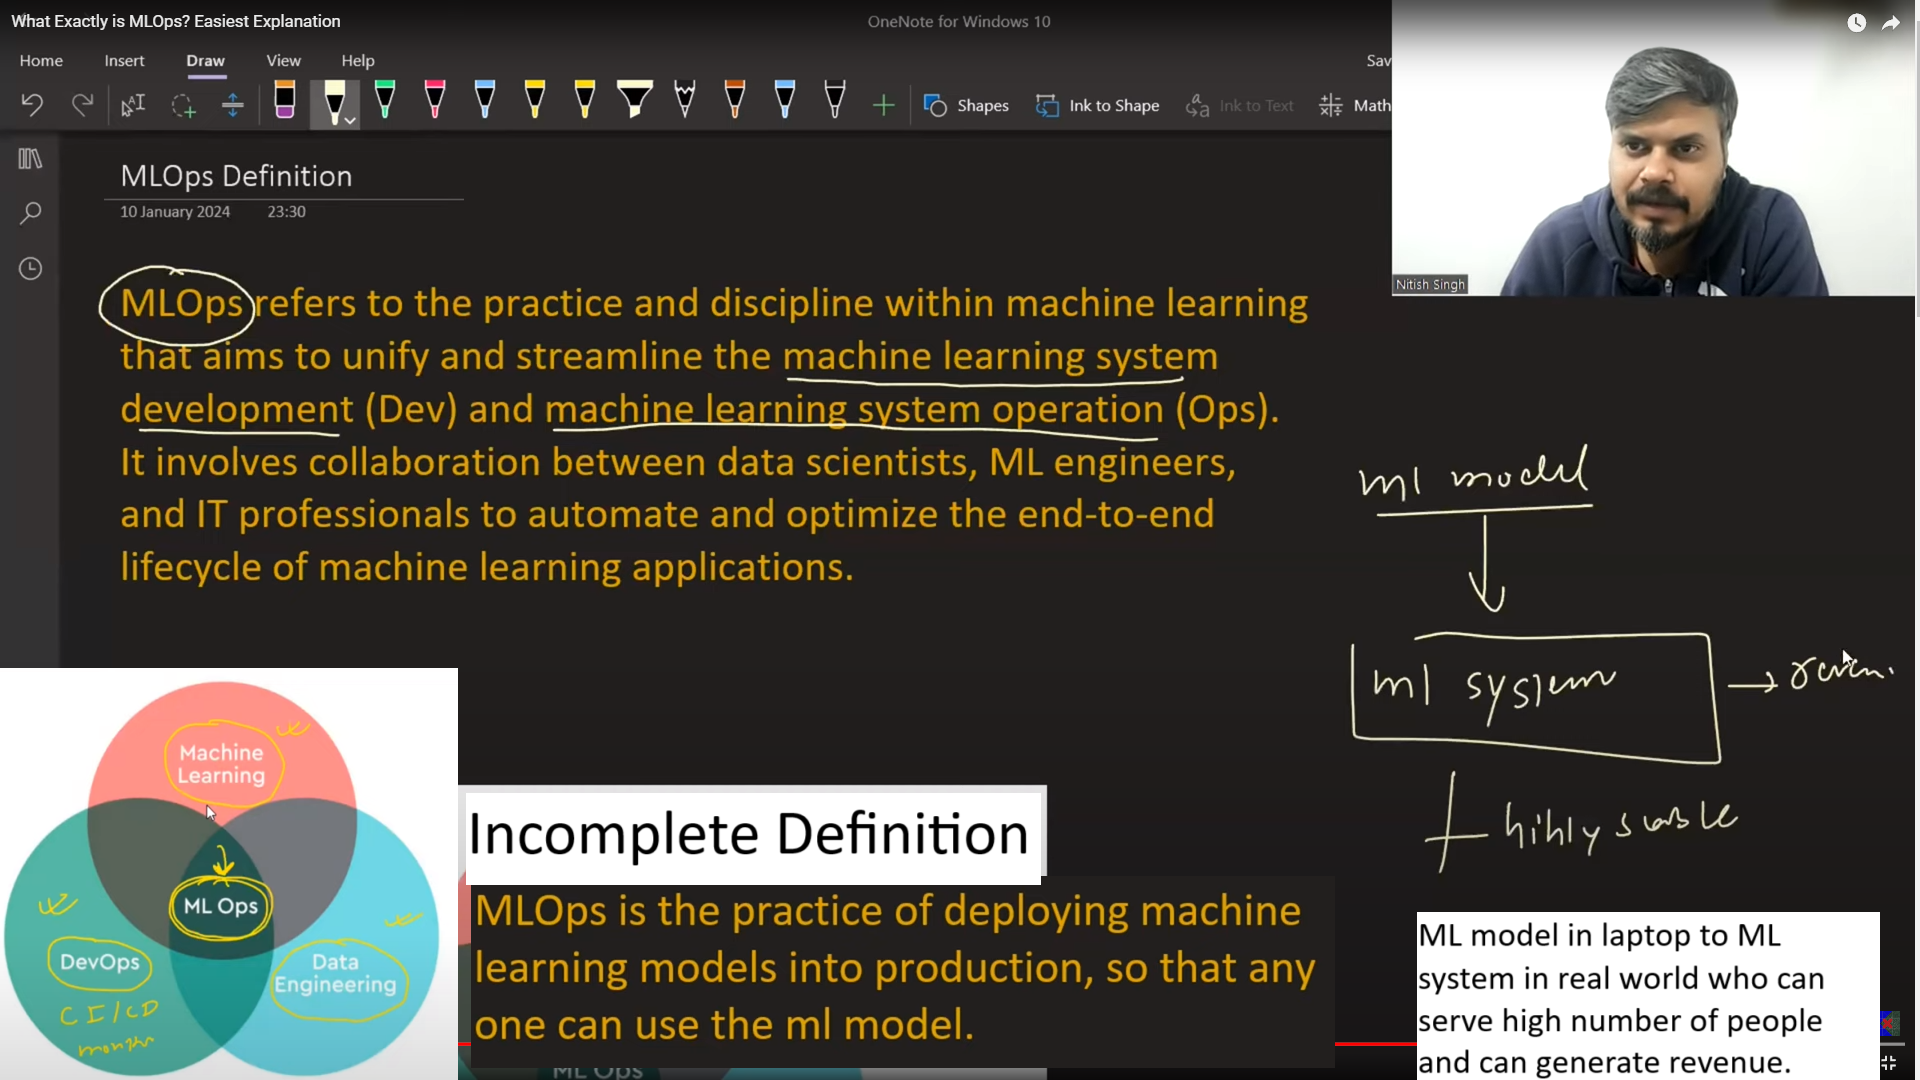 What Exactly is MLOps? Easiest Explanation
OneNote for Windows 10
Home Insert Draw View Help
Sav
Shapes Ink to Shape Ink to Text Math
MLOps Definition
10 January 2024 23:30
Nitish Singh
MLOps refers to the practice and discipline within machine learning
that aims to unify and streamline the machine learning system
development (Dev) and machine learning system operation (Ops).
It involves collaboration between data scientists, ML engineers,
and IT professionals to automate and optimize the end-to-end
lifecycle of machine learning applications.
ml model
ml system
Machine
Learning
ML Ops
DevOps
CI/CD
Data
Engineering
Incomplete Definition
MLOps is the practice of deploying machine
learning models into production, so that any
one can use the ml model.
ML Ops
ML model in laptop to ML
system in real world who can
serve high number of people
and can generate revenue.